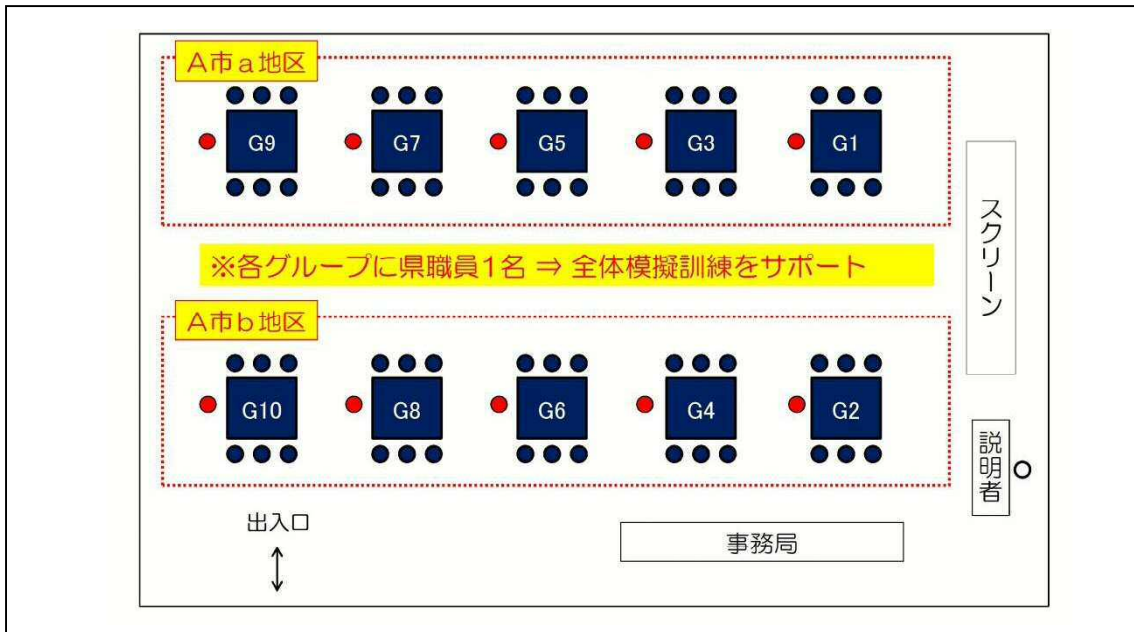 A市a地区
G9
G7
G5
G3
G1
スクリーン
※各グループに県職員1名 ⇒ 全体模擬訓練をサポート
A市b地区
G10
G8
G6
G4
G2
説明者
出入口
事務局